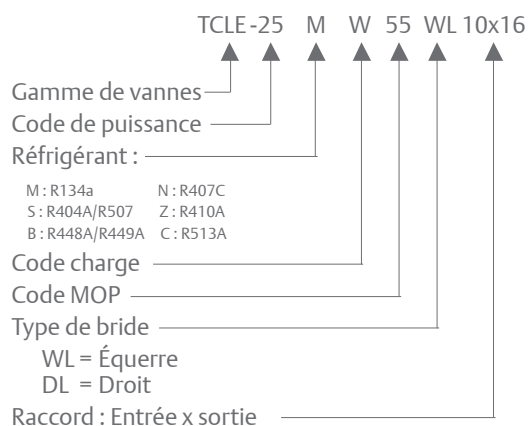 TCLE -25 M W 55 WL 10x16
Gamme de vannes
Code de puissance
Réfrigérant :
M : R134a N : R407C
S : R404A/R507 Z : R410A
B : R448A/R449A C : R513A
Code charge
Code MOP
Type de bride
WL = Équerre
DL = Droit
Raccord : Entrée x sortie